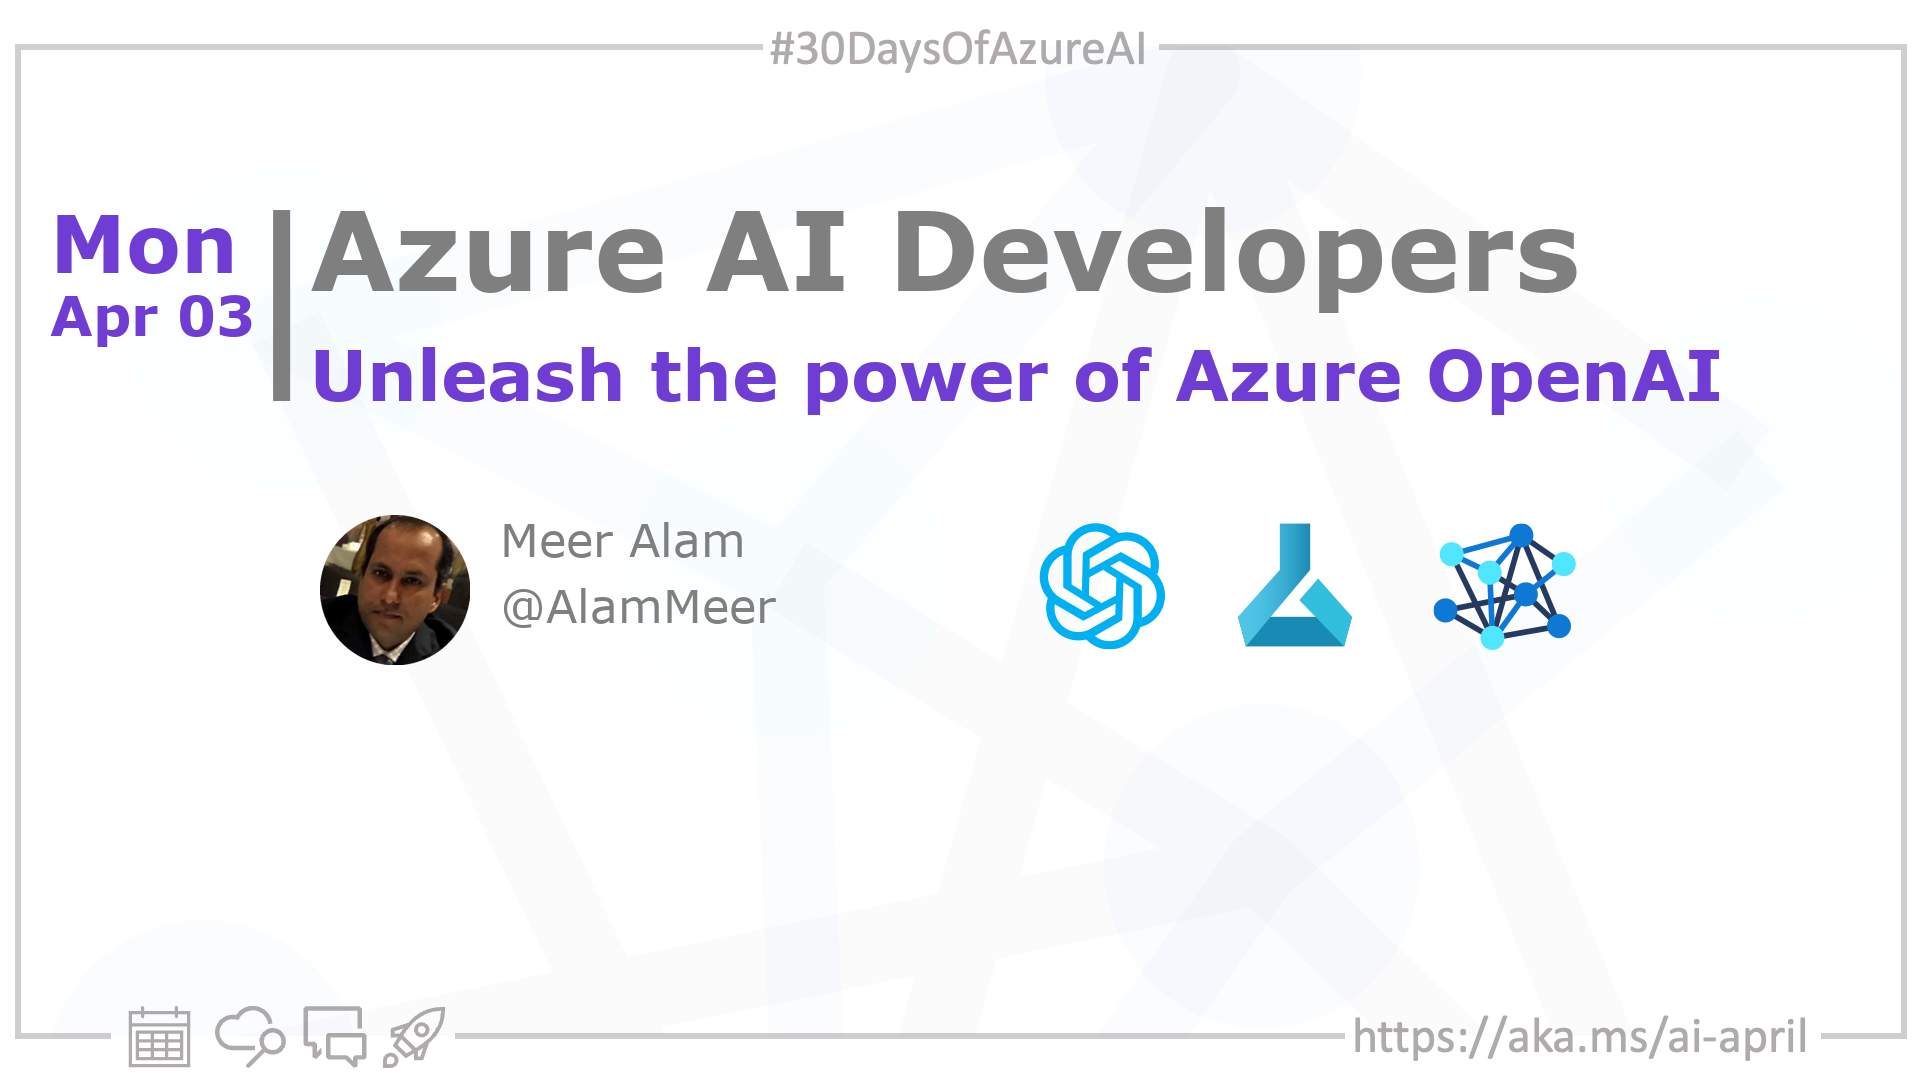 #30DaysOfAzureAI
Mon
Apr 03
Azure AI Developers
Unleash the power of Azure OpenAI
Meer Alam
@AlamMeer
https://aka.ms/ai-april